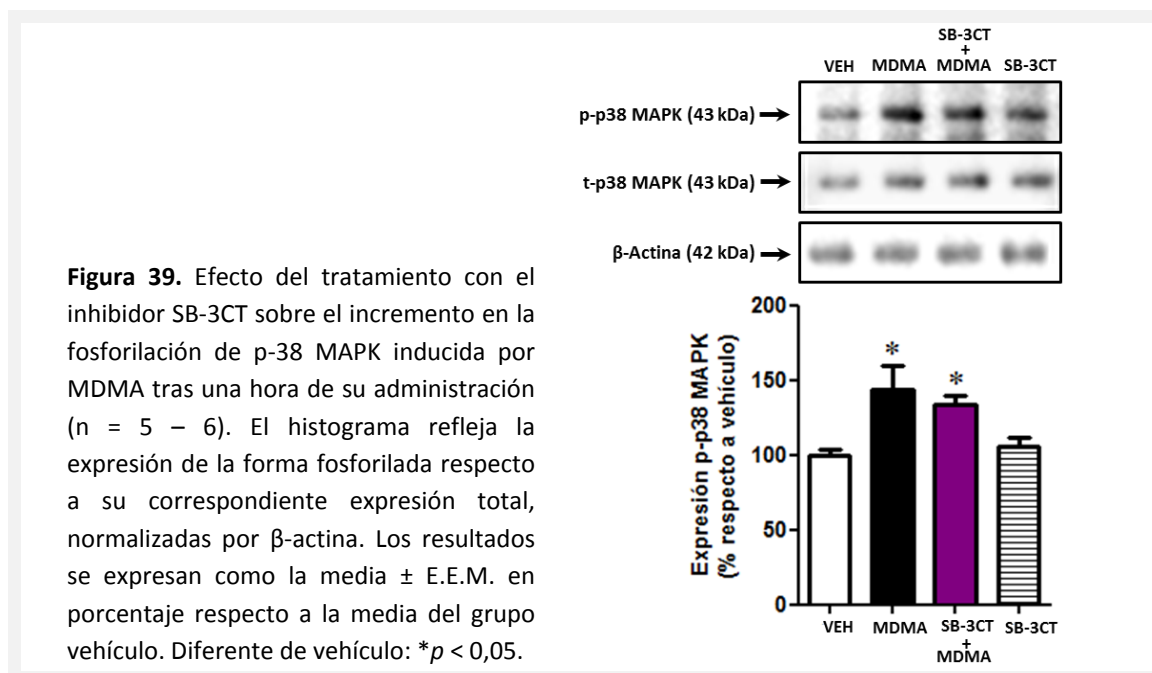 SB-3CT
+
VEH MDMA MDMA SB-3CT
p-p38 MAPK (43 kDa)
t-p38 MAPK (43 kDa)
β-Actina (42 kDa)
Figura 39. Efecto del tratamiento con el
inhibidor SB-3CT sobre el incremento en la
fosforilación de p-38 MAPK inducida por
MDMA tras una hora de su administración
(n = 5 – 6). El histograma refleja la
expresión de la forma fosforilada respecto
a su correspondiente expresión total,
normalizadas por β-actina. Los resultados
se expresan como la media ± E.E.M. en
porcentaje respecto a la media del grupo
vehículo. Diferente de vehículo: *p < 0,05.
Expresión p-p38 MAPK
(% respecto a vehículo)
200
150
100
50
0
*
*
VEH MDMA SB-3CT SB-3CT
+
MDMA